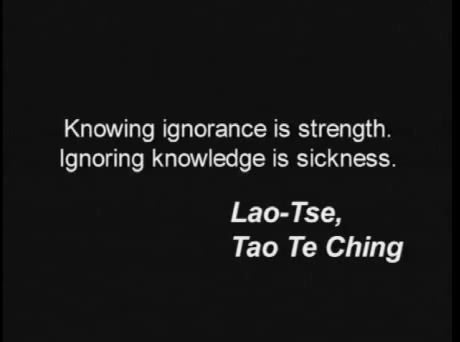 Knowing ignorance is strength.
Ignoring knowledge is sickness.
Lao-Tse,
Tao Te Ching